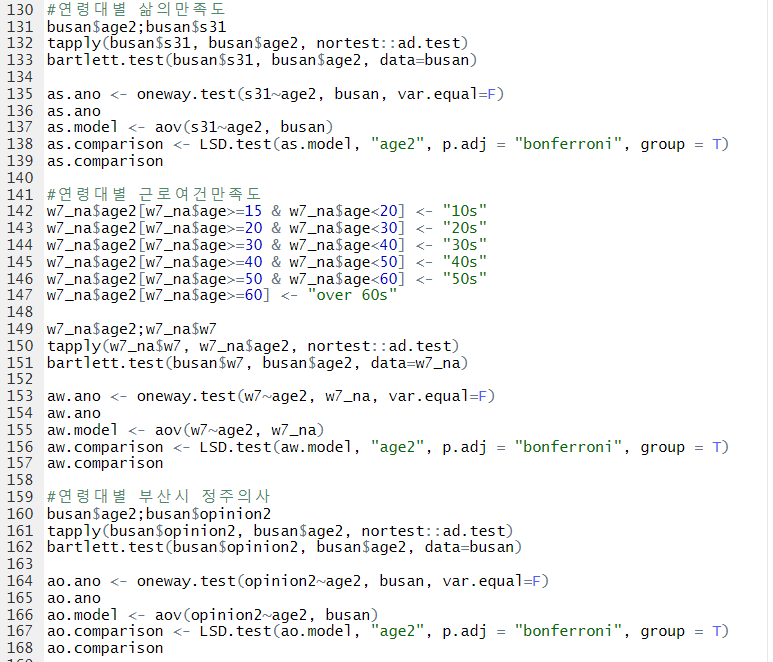 130 #연령대별 삶의만족도
131 busan$age2;busan$s31
132 tapply(busan$s31, busan$age2, nortest::ad.test)
133 bartlett.test(busan$s31, busan$age2, data=busan)
134
135 as.ano <- oneway.test(s31~age2, busan, var.equal=F)
136 as.ano
137 as.model <- aov(s31~age2, busan)
138 as.comparison <- LSD.test(as.model, "age2", p.adj = "bonferroni", group = T)
139 as.comparison
140
141 #연령대별 근로여건만족도
142 w7_na$age2[w7_na$age>=15 & w7_na$age<20] <- "10s"
143 w7_na$age2[w7_na$age>=20 & w7_na$age<30] <- "20s"
144 w7_na$age2[w7_na$age>=30 & w7_na$age<40] <- "30s"
145 w7_na$age2[w7_na$age>=40 & w7_na$age<50] <- "40s"
146 w7_na$age2[w7_na$age>=50 & w7_na$age<60] <- "50s"
147 w7_na$age2[w7_na$age>=60] <- "over 60s"
148
149 w7_na$age2;w7_na$w7
150 tapply(w7_na$w7, w7_na$age2, nortest::ad.test)
151 bartlett.test(busan$w7, busan$age2, data=w7_na)
152
153 aw.ano <- oneway.test(w7~age2, w7_na, var.equal=F)
154 aw.ano
155 aw.model <- aov(w7~age2, w7_na)
156 aw.comparison <- LSD.test(aw.model, "age2", p.adj = "bonferroni", group = T)
157 aw.comparison
158
159 #연령대별 부산시 정주의사
160 busan$age2;busan$opinion2
161 tapply(busan$opinion2, busan$age2, nortest::ad.test)
162 bartlett.test(busan$opinion2, busan$age2, data=busan)
163
164 ao.ano <- oneway.test(opinion2~age2, busan, var.equal=F)
165 ao.ano
166 ao.model <- aov(opinion2~age2, busan)
167 ao.comparison <- LSD.test(ao.model, "age2", p.adj = "bonferroni", group = T)
168 ao.comparison